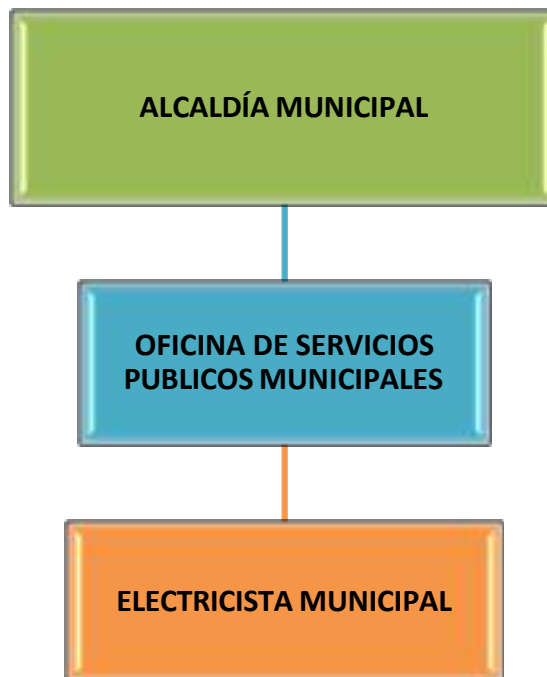 ALCALDÍA MUNICIPAL
OFICINA DE SERVICIOS
PUBLICOS MUNICIPALES
ELECTRICISTA MUNICIPAL